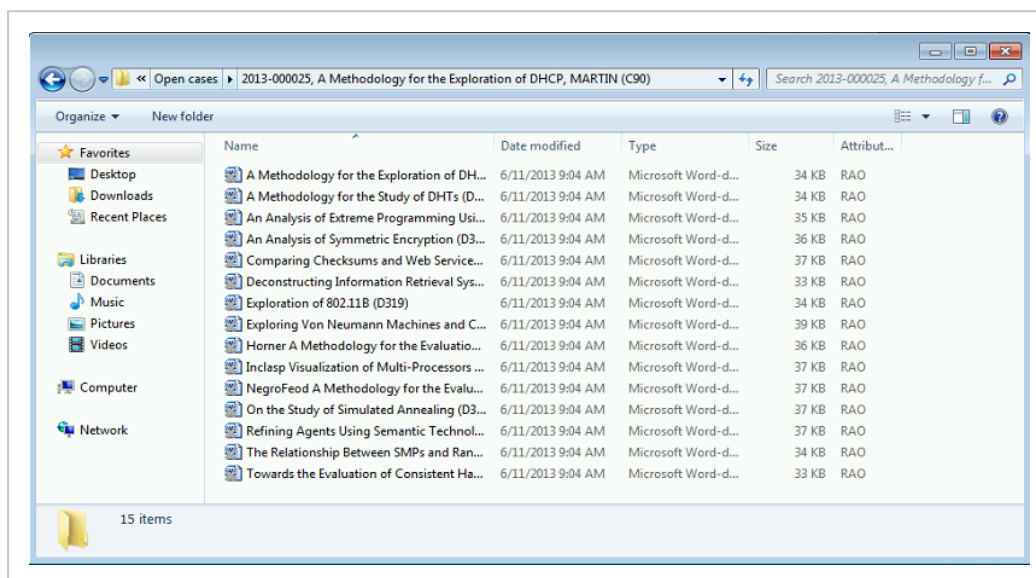 « Open cases ▸ 2013-000025, A Methodology for the Exploration of DHCP, MARTIN (C90)
Search 2013-000025, A Methodology f...
Organize New folder
Favorites
Desktop
Downloads
Recent Places
Libraries
Documents
Music
Pictures
Videos
Computer
Network
Name Date modified Type Size Attribut...
A Methodology for the Exploration of DH... 6/11/2013 9:04 AM Microsoft Word-d... 34 KB RAO
A Methodology for the Study of DHTs (D... 6/11/2013 9:04 AM Microsoft Word-d... 34 KB RAO
An Analysis of Extreme Programming Usi... 6/11/2013 9:04 AM Microsoft Word-d... 35 KB RAO
An Analysis of Symmetric Encryption (D3... 6/11/2013 9:04 AM Microsoft Word-d... 36 KB RAO
Comparing Checksums and Web Service... 6/11/2013 9:04 AM Microsoft Word-d... 37 KB RAO
Deconstructing Information Retrieval Sys... 6/11/2013 9:04 AM Microsoft Word-d... 33 KB RAO
Exploration of 802.11B (D319) 6/11/2013 9:04 AM Microsoft Word-d... 34 KB RAO
Exploring Von Neumann Machines and C... 6/11/2013 9:04 AM Microsoft Word-d... 39 KB RAO
Horner A Methodology for the Evaluatio... 6/11/2013 9:04 AM Microsoft Word-d... 36 KB RAO
Inclasp Visualization of Multi-Processors ... 6/11/2013 9:04 AM Microsoft Word-d... 37 KB RAO
NegroFeod A Methodology for the Evalu... 6/11/2013 9:04 AM Microsoft Word-d... 37 KB RAO
On the Study of Simulated Annealing (D3... 6/11/2013 9:04 AM Microsoft Word-d... 37 KB RAO
Refining Agents Using Semantic Technol... 6/11/2013 9:04 AM Microsoft Word-d... 37 KB RAO
The Relationship Between SMPs and Ran... 6/11/2013 9:04 AM Microsoft Word-d... 34 KB RAO
Towards the Evaluation of Consistent Ha... 6/11/2013 9:04 AM Microsoft Word-d... 33 KB RAO
15 items